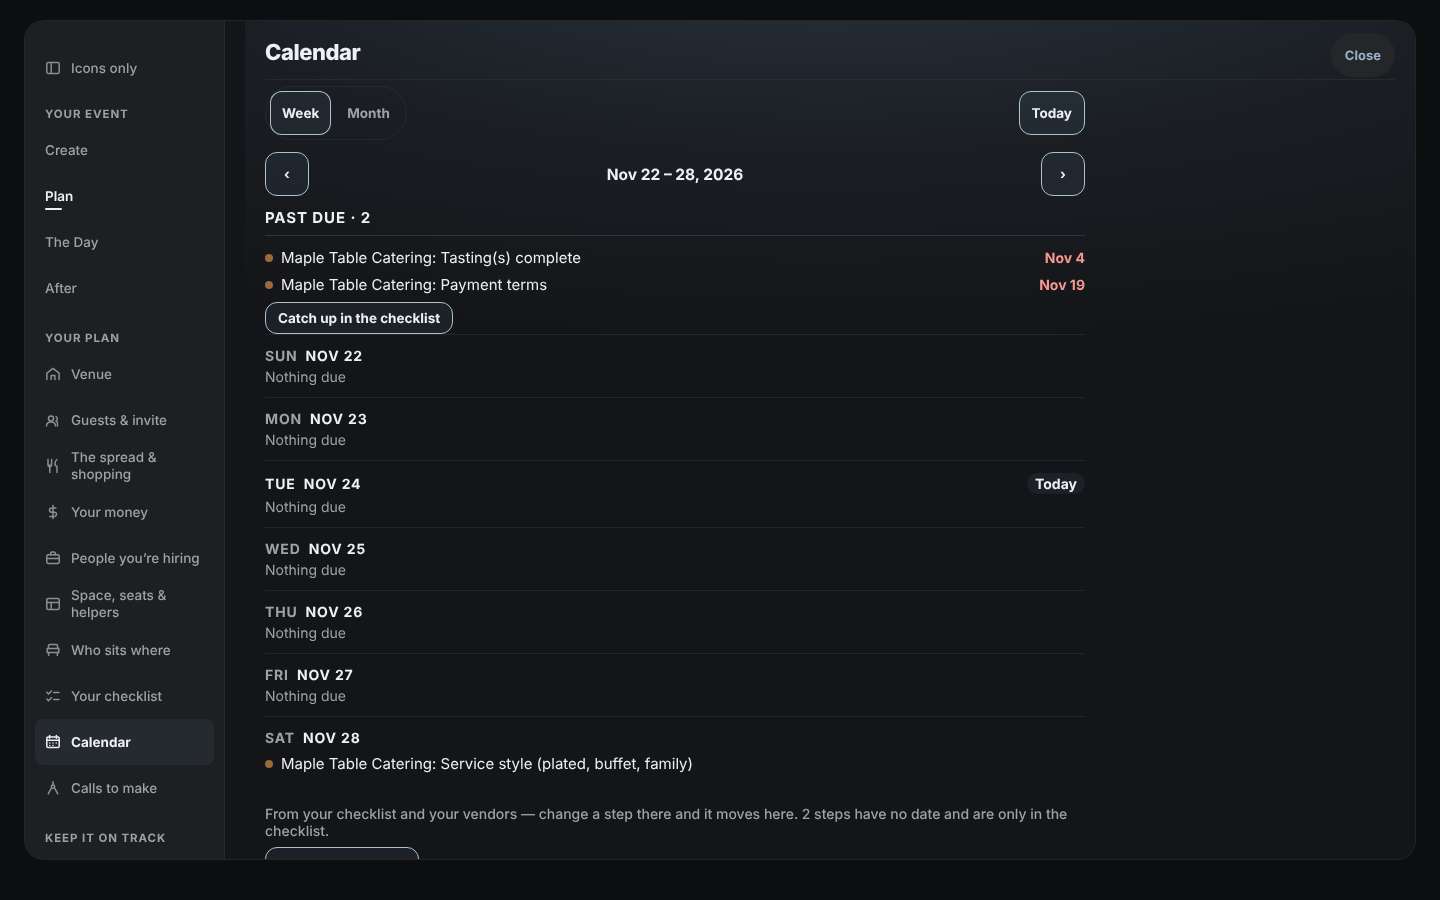 Icons only
YOUR EVENT
Create
Plan
The Day
After
YOUR PLAN
Venue
Guests & invite
The spread &
shopping
Your money
People you’re hiring
Space, seats &
helpers
Who sits where
Your checklist
Calendar
Calls to make
KEEP IT ON TRACK
Calendar
Close
Week Month Today
‹ Nov 22 – 28, 2026 ›
PAST DUE · 2
Maple Table Catering: Tasting(s) complete Nov 4
Maple Table Catering: Payment terms Nov 19
Catch up in the checklist
SUN NOV 22
Nothing due
MON NOV 23
Nothing due
TUE NOV 24 Today
Nothing due
WED NOV 25
Nothing due
THU NOV 26
Nothing due
FRI NOV 27
Nothing due
SAT NOV 28
Maple Table Catering: Service style (plated, buffet, family)
From your checklist and your vendors — change a step there and it moves here. 2 steps have no date and are only in the
checklist.